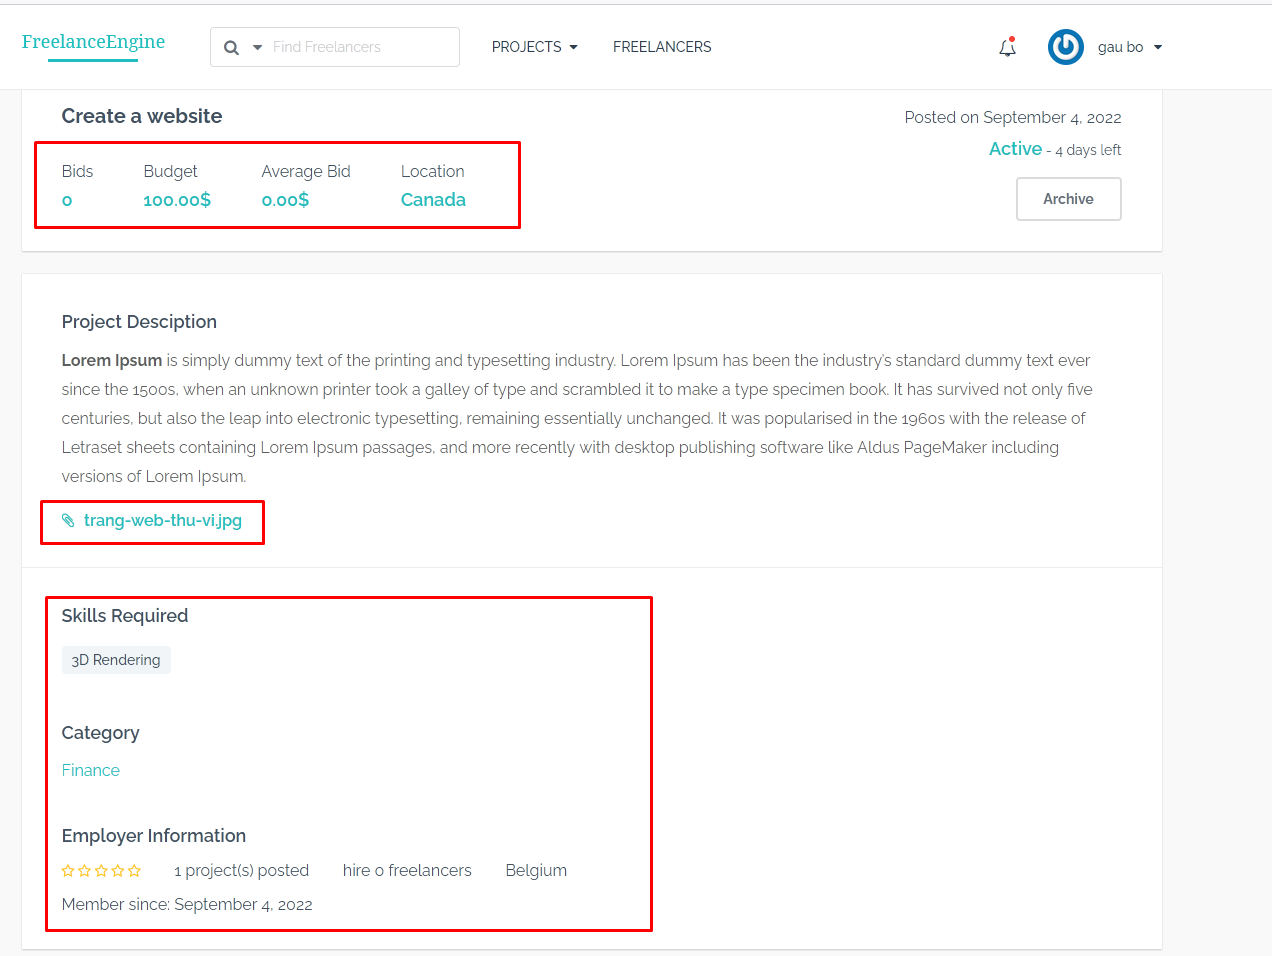 FreelanceEngine
Find Freelancers
PROJECTS
FREELANCERS
gau bo
Create a website
Posted on September 4, 2022
Active - 4 days left
Bids
Budget
Average Bid
Location
0
100.00$
0.00$
Canada
Archive
Project Desciption
Lorem Ipsum is simply dummy text of the printing and typesetting industry. Lorem Ipsum has been the industry's standard dummy text ever
since the 1500s, when an unknown printer took a galley of type and scrambled it to make a type specimen book. It has survived not only five
centuries, but also the leap into electronic typesetting, remaining essentially unchanged. It was popularised in the 1960s with the release of
Letraset sheets containing Lorem Ipsum passages, and more recently with desktop publishing software like Aldus PageMaker including
versions of Lorem Ipsum.
trang-web-thu-vi.jpg
Skills Required
3D Rendering
Category
Finance
Employer Information
1 project(s) posted
hire 0 freelancers
Belgium
Member since: September 4, 2022